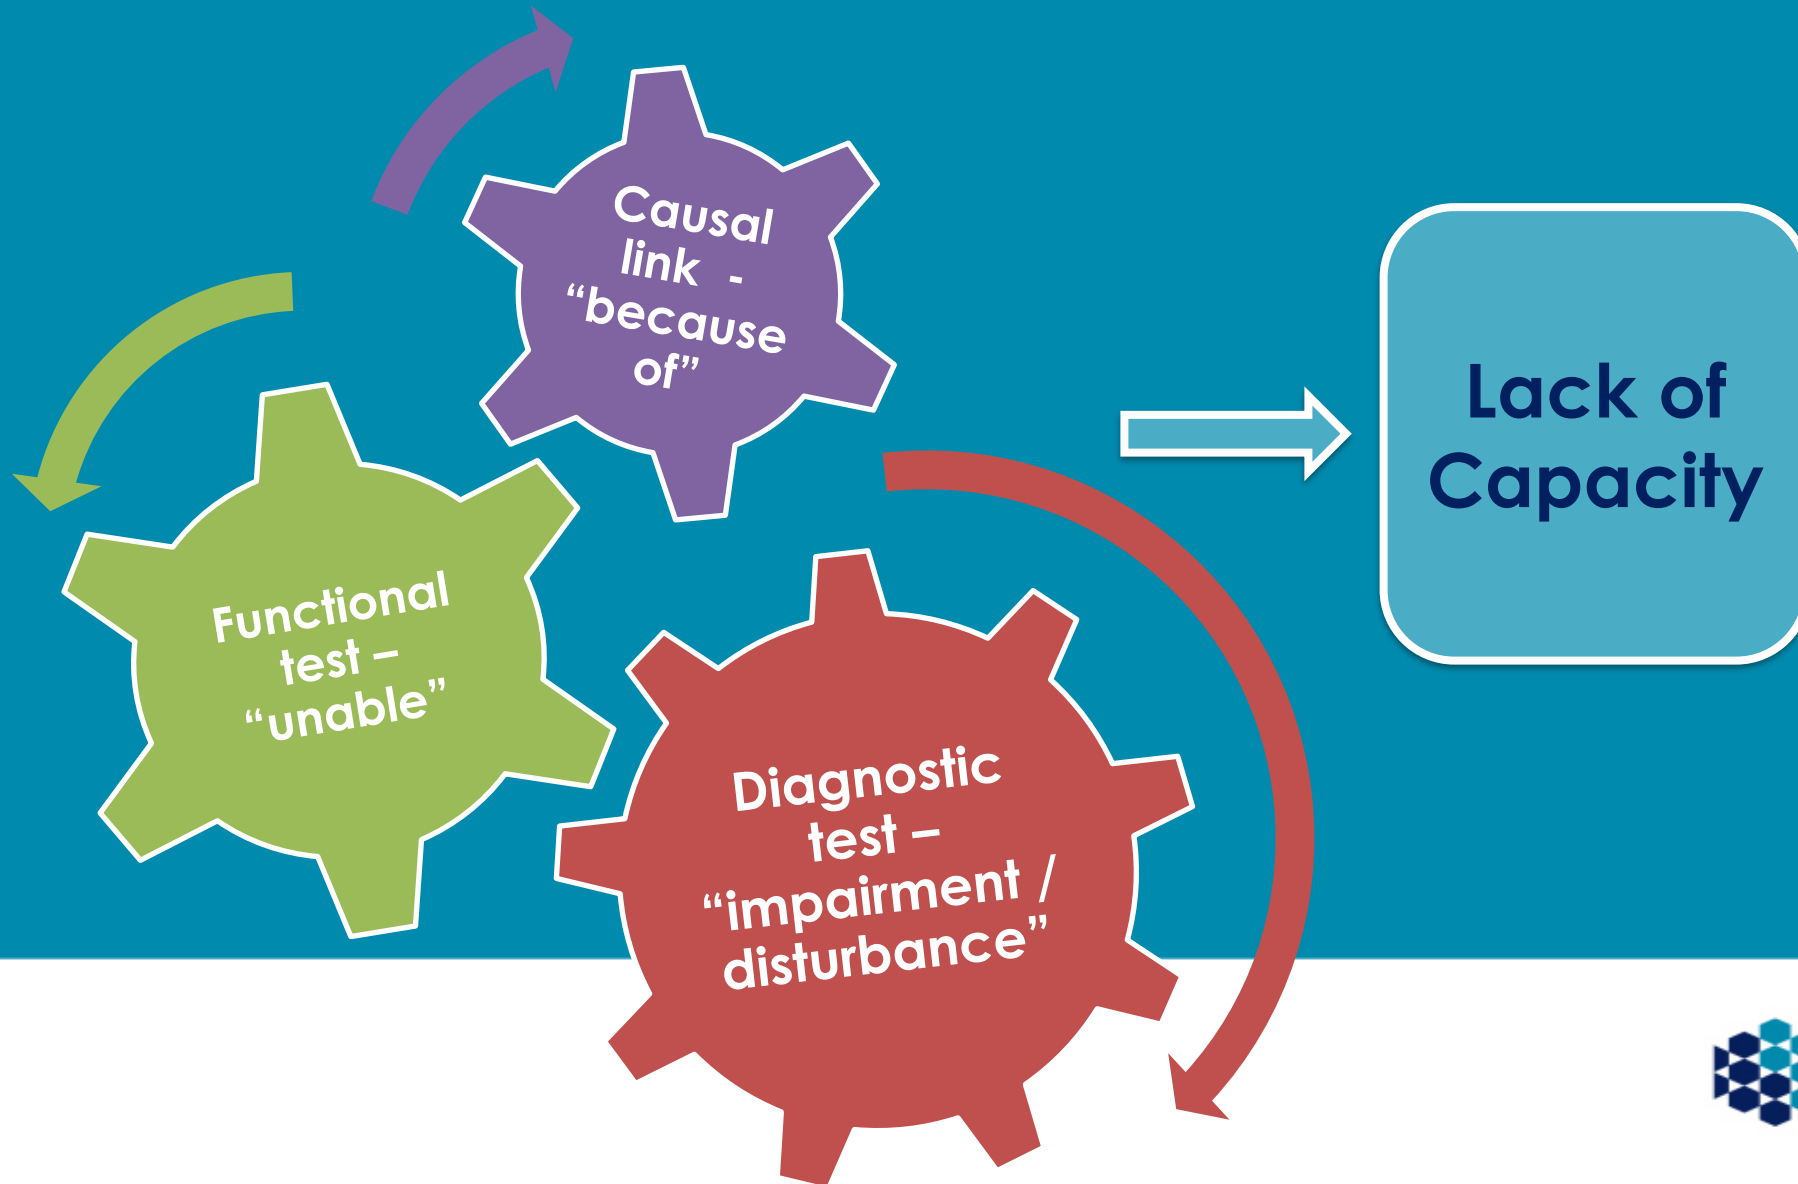 Causal
link -
“because
of”
Functional
test –
“unable”
Diagnostic
test –
“impairment /
disturbance”
Lack of
Capacity